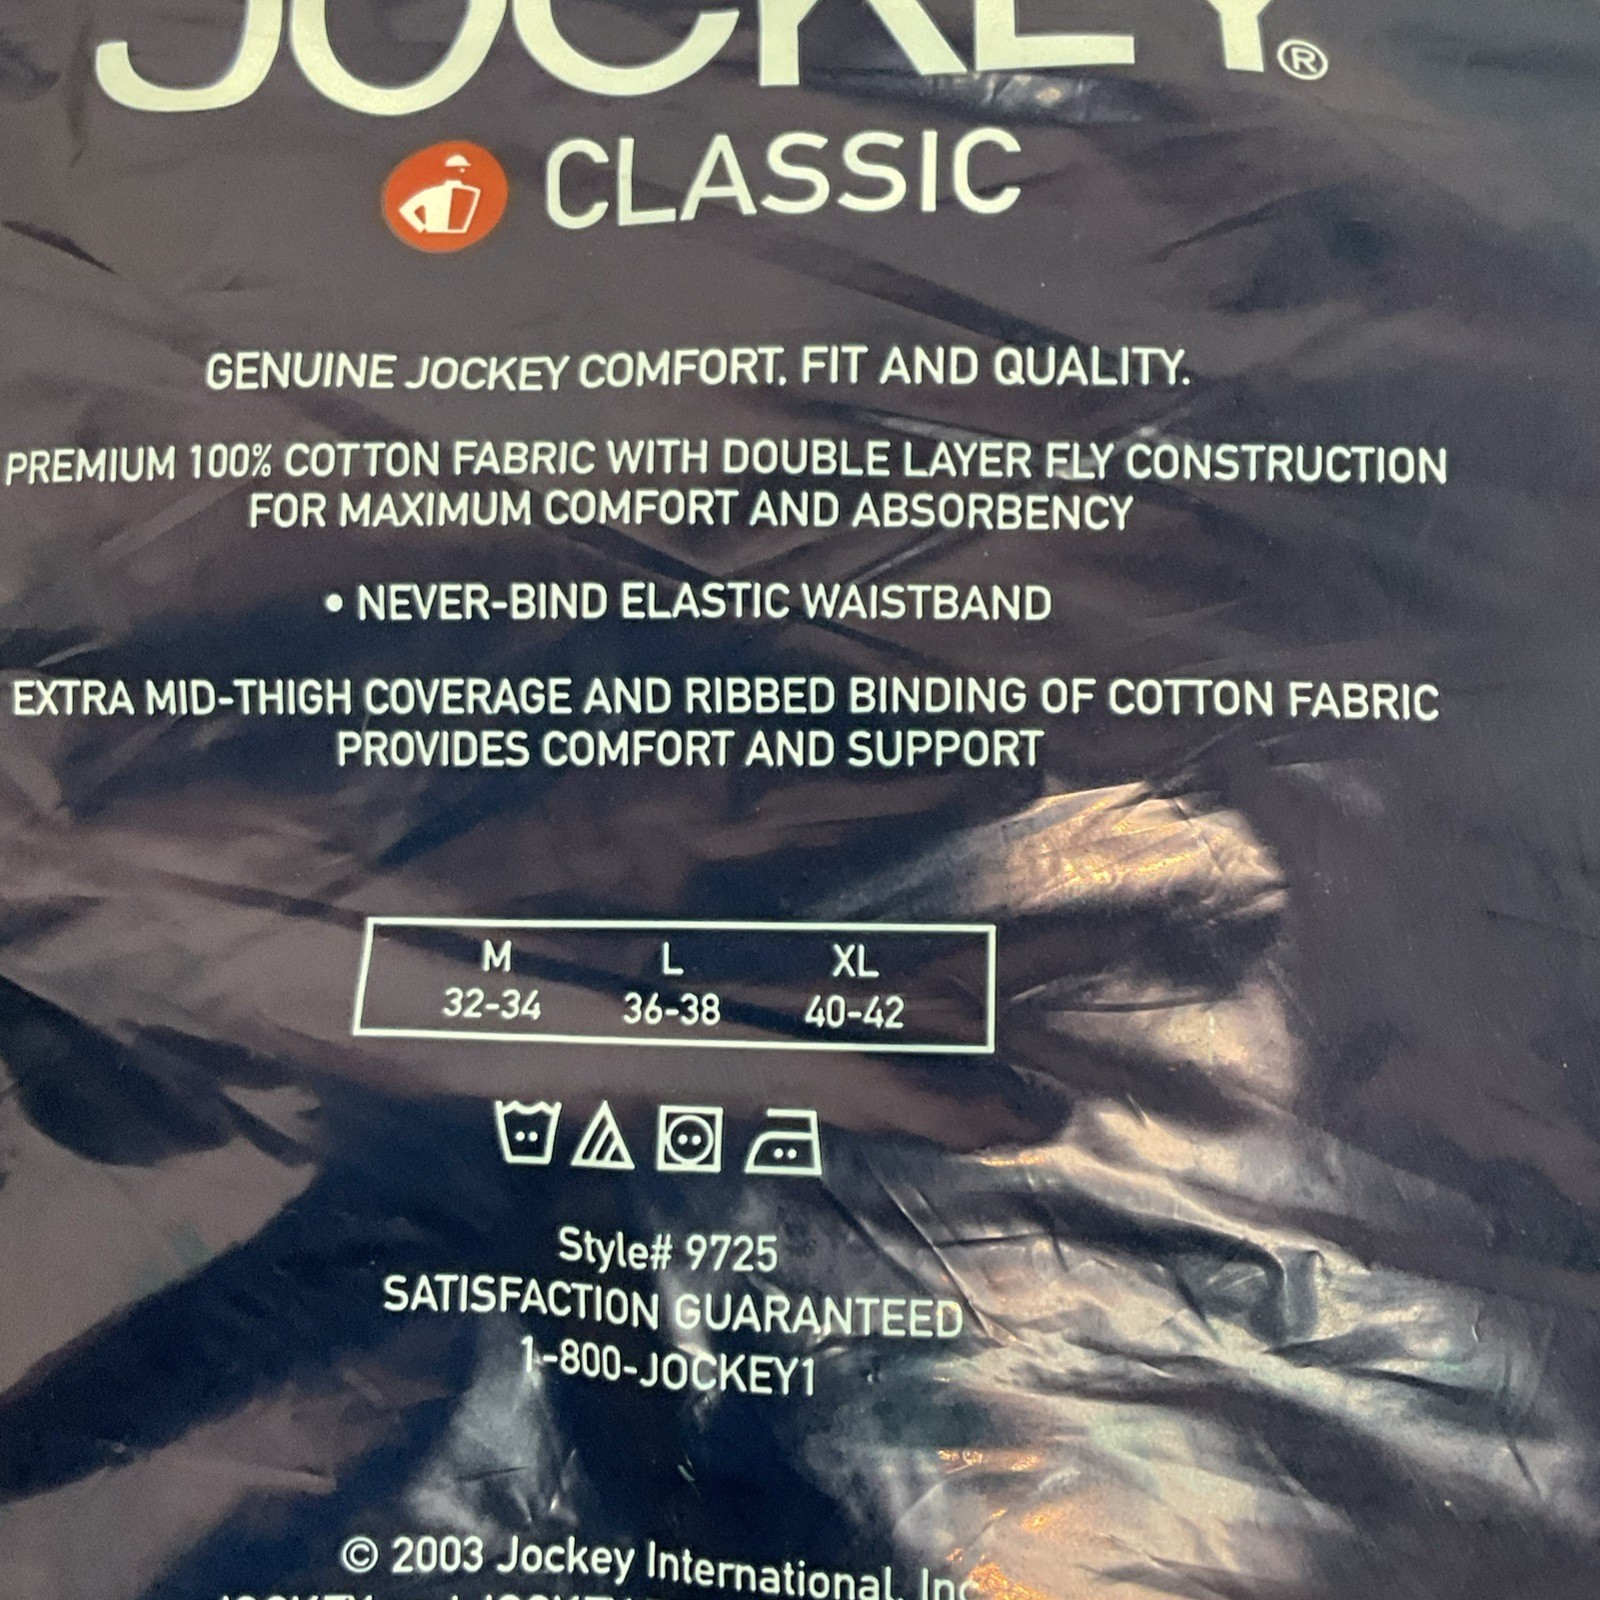 JOCKEY®
CLASSIC
GENUINE JOCKEY COMFORT, FIT AND QUALITY.
PREMIUM 100% COTTON FABRIC WITH DOUBLE LAYER FLY CONSTRUCTION
FOR MAXIMUM COMFORT AND ABSORBENCY
• NEVER-BIND ELASTIC WAISTBAND
EXTRA MID-THIGH COVERAGE AND RIBBED BINDING OF COTTON FABRIC
PROVIDES COMFORT AND SUPPORT
M L XL
32-34 36-38 40-42
Style# 9725
SATISFACTION GUARANTEED
1-800-JOCKEY1
© 2003 Jockey International, Inc